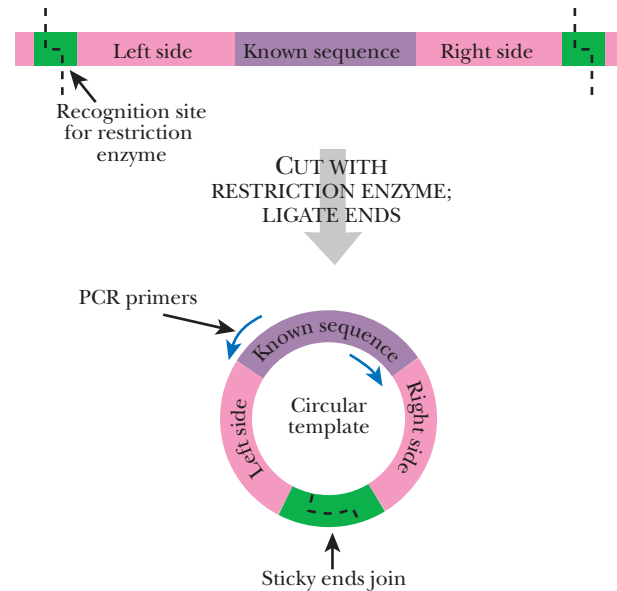 Left side Known sequence Right side
Recognition site
for restriction
enzyme
CUT WITH
RESTRICTION ENZYME;
LIGATE ENDS
PCR primers
Known sequence
Left side
Right side
Circular
template
Sticky ends join